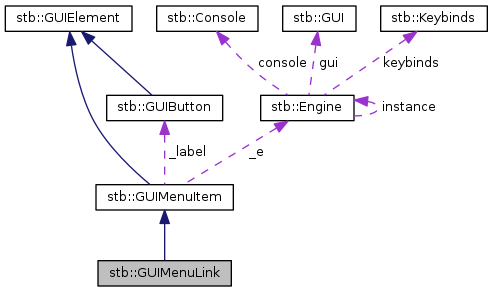 stb::GUIElement
stb::Console
stb::GUI
stb::Keybinds
console
gui
keybinds
stb::GUIButton
stb::Engine
instance
_label
_e
stb::GUIMenuItem
stb::GUIMenuLink